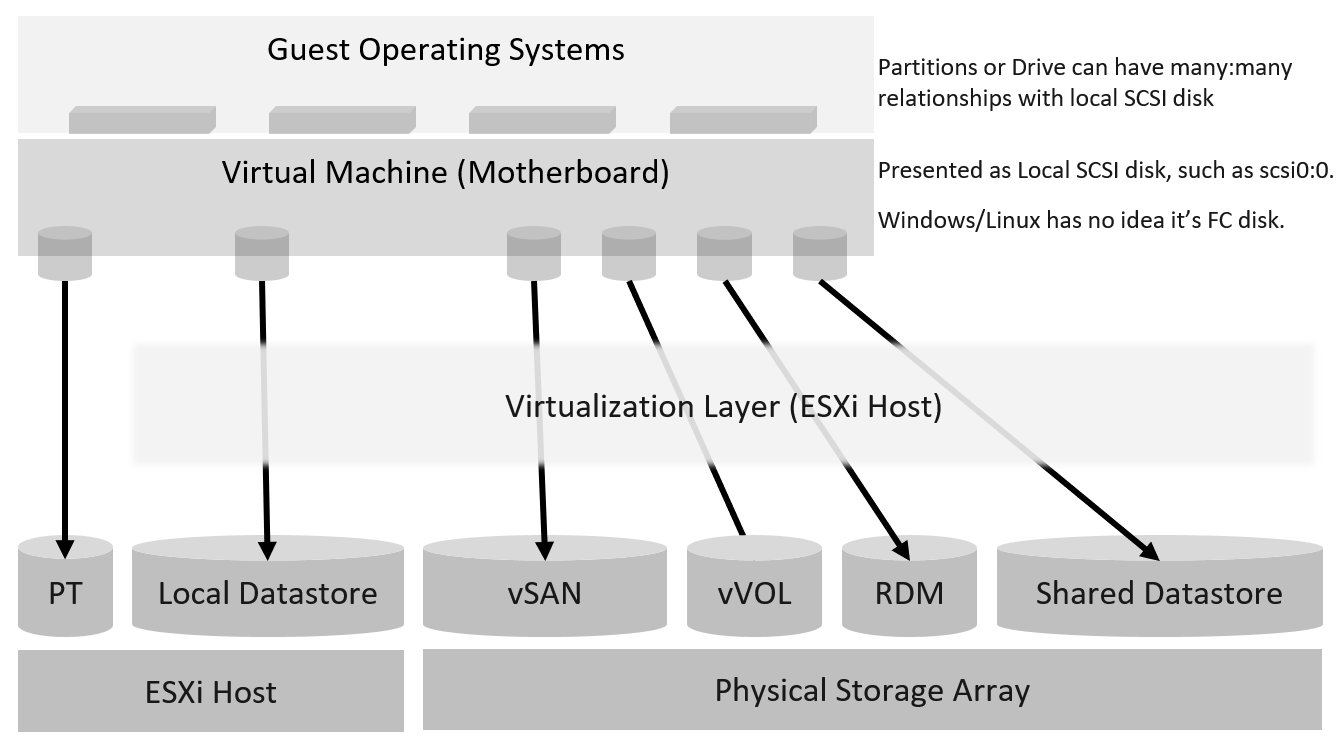 Guest Operating Systems
Partitions or Drive can have many:many
relationships with local SCSI disk
Virtual Machine (Motherboard)
Presented as Local SCSI disk, such as scsi0:0.
Windows/Linux has no idea it’s FC disk.
Virtualization Layer (ESXi Host)
PT
Local Datastore
vSAN
vVOL
RDM
Shared Datastore
ESXi Host
Physical Storage Array